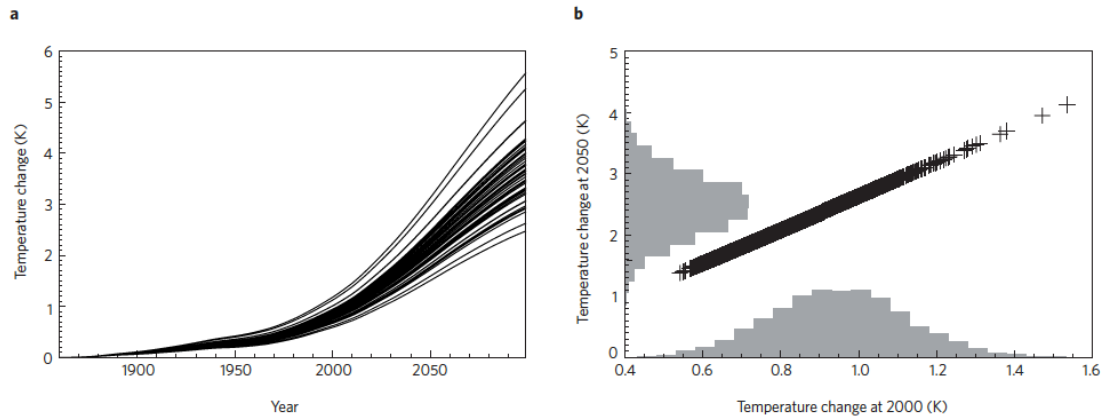 a
Temperature change (K)
6
5
4
3
2
1
0
1900 1950 2000 2050
Year
b
Temperature change at 2050 (K)
5
4
3
2
1
0
0.4 0.6 0.8 1.0 1.2 1.4 1.6
Temperature change at 2000 (K)